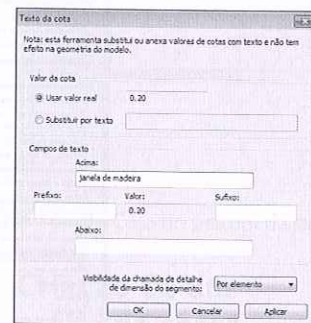 Texto da cota
Nota: esta ferramenta substitui ou anexa valores de cotas com texto e não tem
efeito na geometria do modelo.
Valor da cota
Usar valor real 0.20
Substituir por texto
Campos de texto
Acima:
janela de madeira
Prefixo: Valor: Sufixo:
0.20
Abaixo:
Visibilidade da chamada de detalhe
de dimensão do segmento: Por elemento
OK Cancelar Aplicar